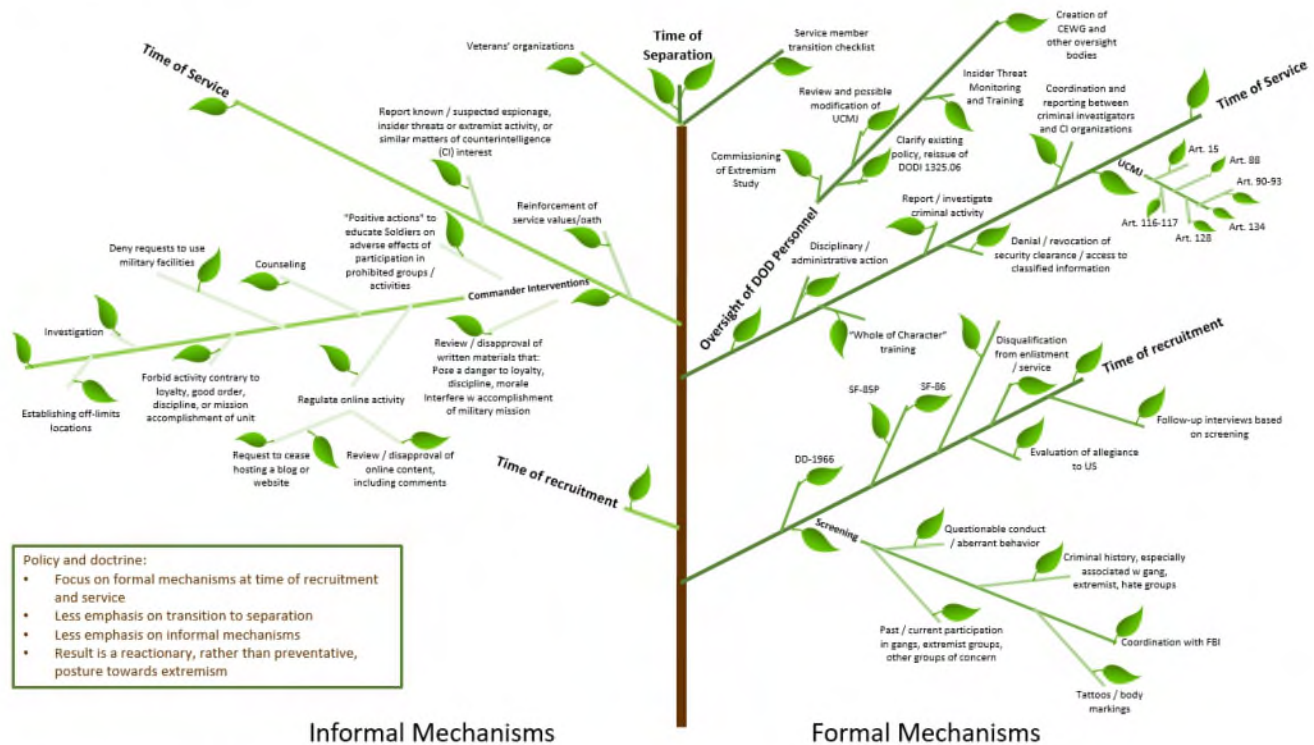 Time of Service
Veterans' organizations
Time of
Separation
Service member
transition checklist
Creation of
CEWG and
other oversight
bodies
Report known / suspected espionage,
insider threats or extremist activity, or
similar matters of counterintelligence
(CI) interest
Reinforcement of
service values/oath
"Positive actions" to
educate Soldiers on
adverse effects of
participation in
prohibited groups /
activities
Deny requests to use
military facilities
Counseling
Commander Interventions
Investigation
Establishing off-limits
locations
Forbid activity contrary to
loyalty, good order,
discipline, or mission
accomplishment of unit
Regulate online activity
Request to cease
hosting a blog or
website
Review / disapproval of
online content,
including comments
Review / disapproval of
written materials that:
Pose a danger to loyalty,
discipline, morale
Interfere w accomplishment
of military mission
Time of recruitment
Review and possible
modification of
UCMJ
Insider Threat
Monitoring
and Training
Clarify existing
policy, reissue of
DODI 1325.06
Commissioning
of Extremism
Study
Oversight of DOD Personnel
Coordination and
reporting between
criminal investigators
and CI organizations
Time of Service
UCMJ
Art. 15
Art. 88
Art. 90-93
Art. 116-117
Art. 128
Art. 134
Report / investigate
criminal activity
Disciplinary /
administrative action
Denial / revocation of
security clearance / access to
classified information
"Whole of Character"
training
Disqualification
from enlistment
/ service
Time of recruitment
SF-85P
SF-86
DD-1966
Follow-up interviews based
on screening
Evaluation of allegiance
to US
Screening
Questionable conduct
/ aberrant behavior
Criminal history, especially
associated w gang,
extremist, hate groups
Past / current participation
in gangs, extremist groups,
other groups of concern
Coordination with FBI
Tattoos / body
markings
Policy and doctrine:
• Focus on formal mechanisms at time of recruitment
and service
• Less emphasis on transition to separation
• Less emphasis on informal mechanisms
• Result is a reactionary, rather than preventative,
posture towards extremism
Informal Mechanisms
Formal Mechanisms